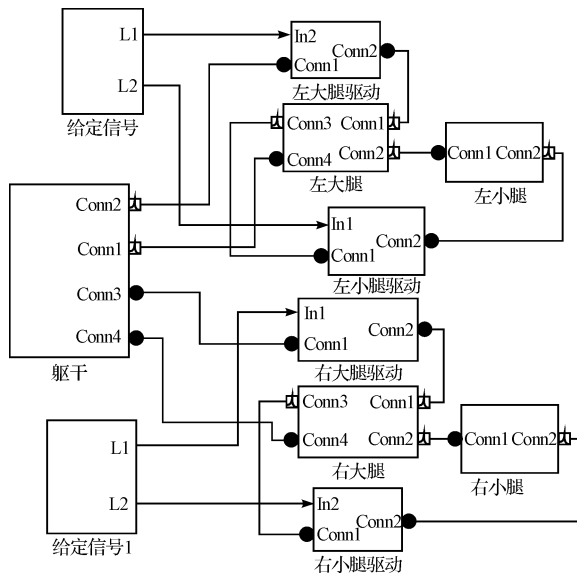 L1
L2
给定信号
In2
Conn2
Conn1
左大腿驱动
Conn3
Conn1
Conn4
Conn2
左大腿
Conn1 Conn2
左小腿
Conn2
Conn1
Conn3
Conn4
躯干
In1
Conn2
Conn1
左小腿驱动
In1
Conn2
Conn1
右大腿驱动
Conn3
Conn1
Conn4
Conn2
右大腿
Conn1 Conn2
右小腿
L1
L2
给定信号1
In2
Conn2
Conn1
右小腿驱动